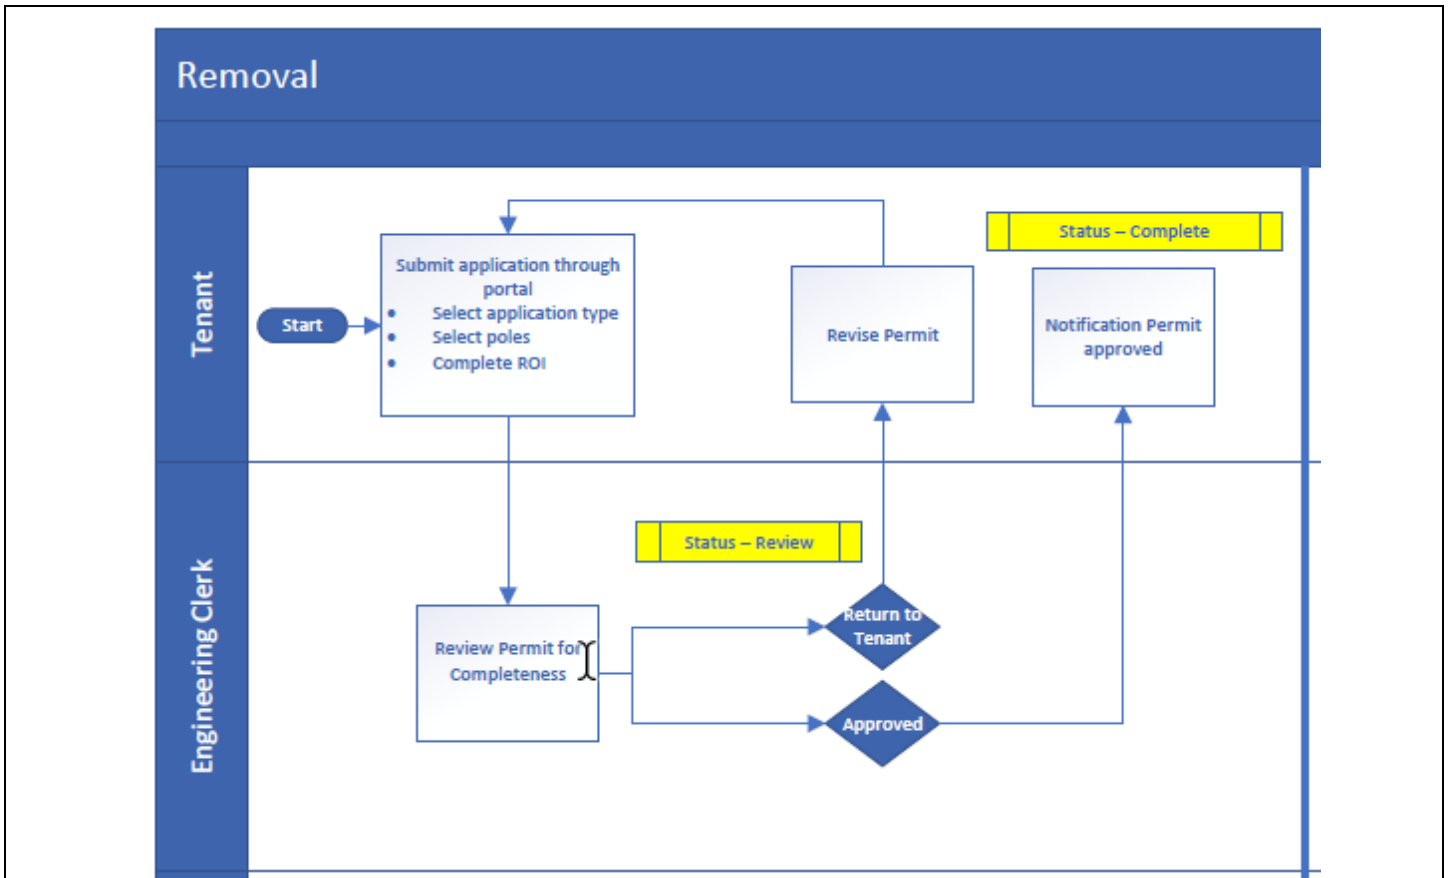 Removal
Tenant
Start
Submit application through
portal
• Select application type
• Select poles
• Complete ROI
Revise Permit
Status – Complete
Notification Permit
approved
Engineering Clerk
Status – Review
Review Permit for
Completeness
Return to
Tenant
Approved